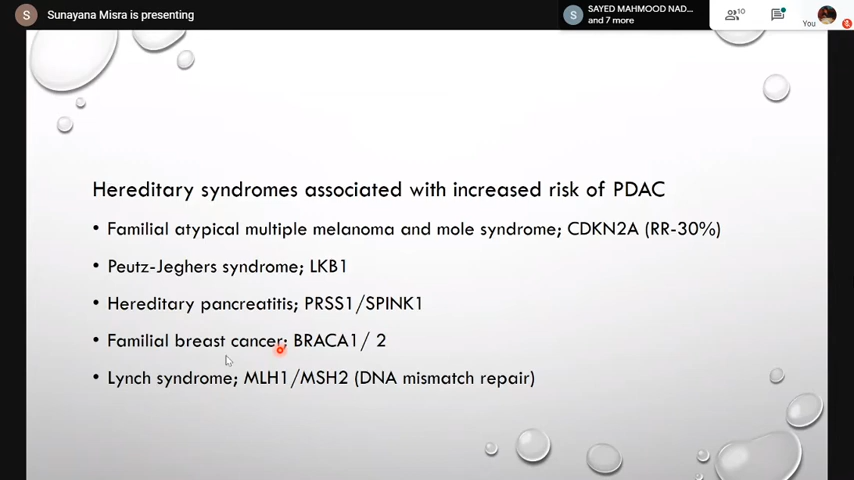 S Sunayana Misra is presenting
S SAYED MAHMOOD NAD...
and 7 more
10
You
Hereditary syndromes associated with increased risk of PDAC
• Familial atypical multiple melanoma and mole syndrome; CDKN2A (RR-30%)
• Peutz-Jeghers syndrome; LKB1
• Hereditary pancreatitis; PRSS1/SPINK1
• Familial breast cancer; BRACA1/ 2
• Lynch syndrome; MLH1/MSH2 (DNA mismatch repair)